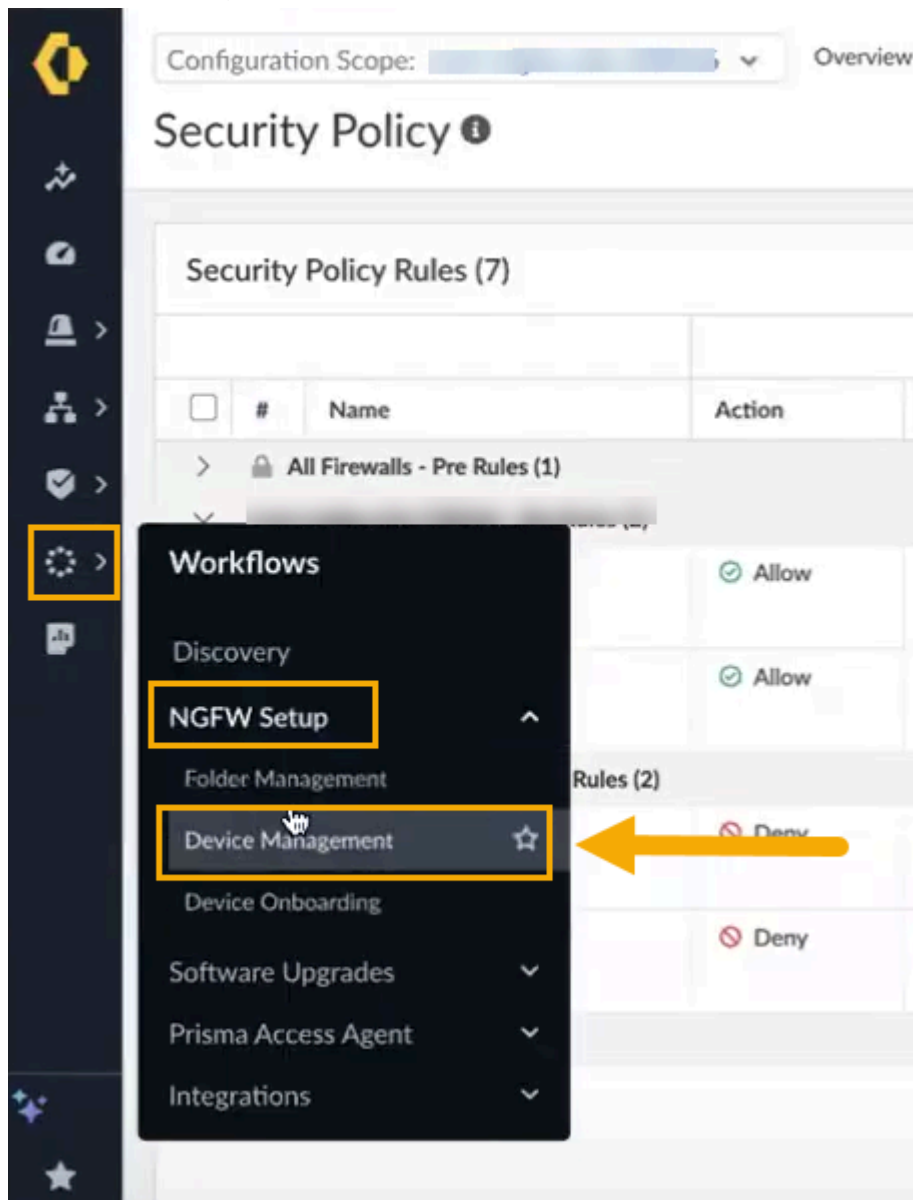 Configuration Scope:
Overview
Security Policy
Security Policy Rules (7)
# Name Action
All Firewalls - Pre Rules (1)
Workflows
Allow
Discovery
Allow
NGFW Setup
Folder Management
Rules (2)
Device Management
Deny
Device Onboarding
Deny
Software Upgrades
Prisma Access Agent
Integrations